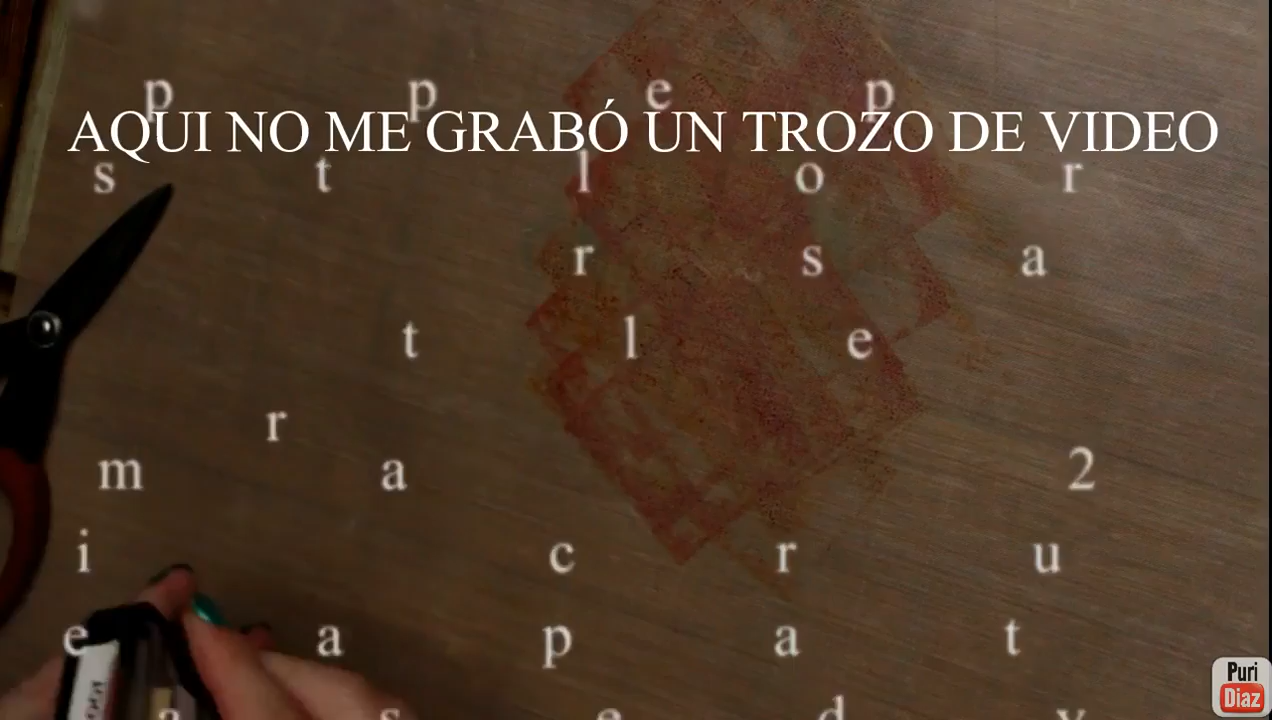 p p e p
AQUI NO ME GRABÓ UN TROZO DE VIDEO
s t l o r
r s a
t l e
r
m a 2
i c r u
e a p a t
a s e d y
Puri
Diaz